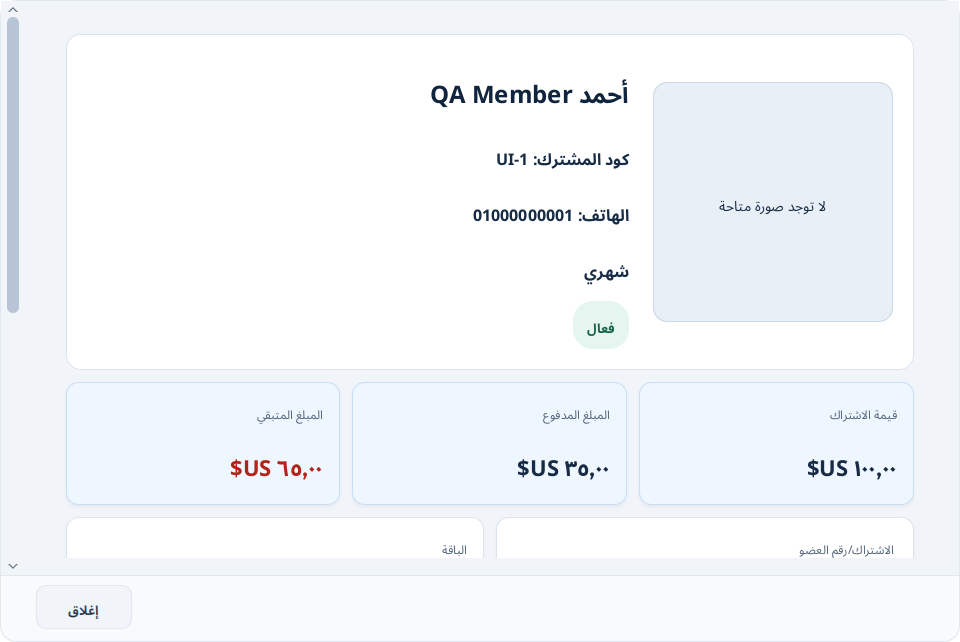 أحمد QA Member
كود المشترك: UI-1
الهاتف: 01000000001
شهري
فعال
لا توجد صورة متاحة
قيمة الاشتراك
١٠٠,٠٠ US$
المبلغ المدفوع
٣٥,٠٠ US$
المبلغ المتبقي
٦٥,٠٠ US$
الاشتراك/رقم العضو
الباقة
إغلاق